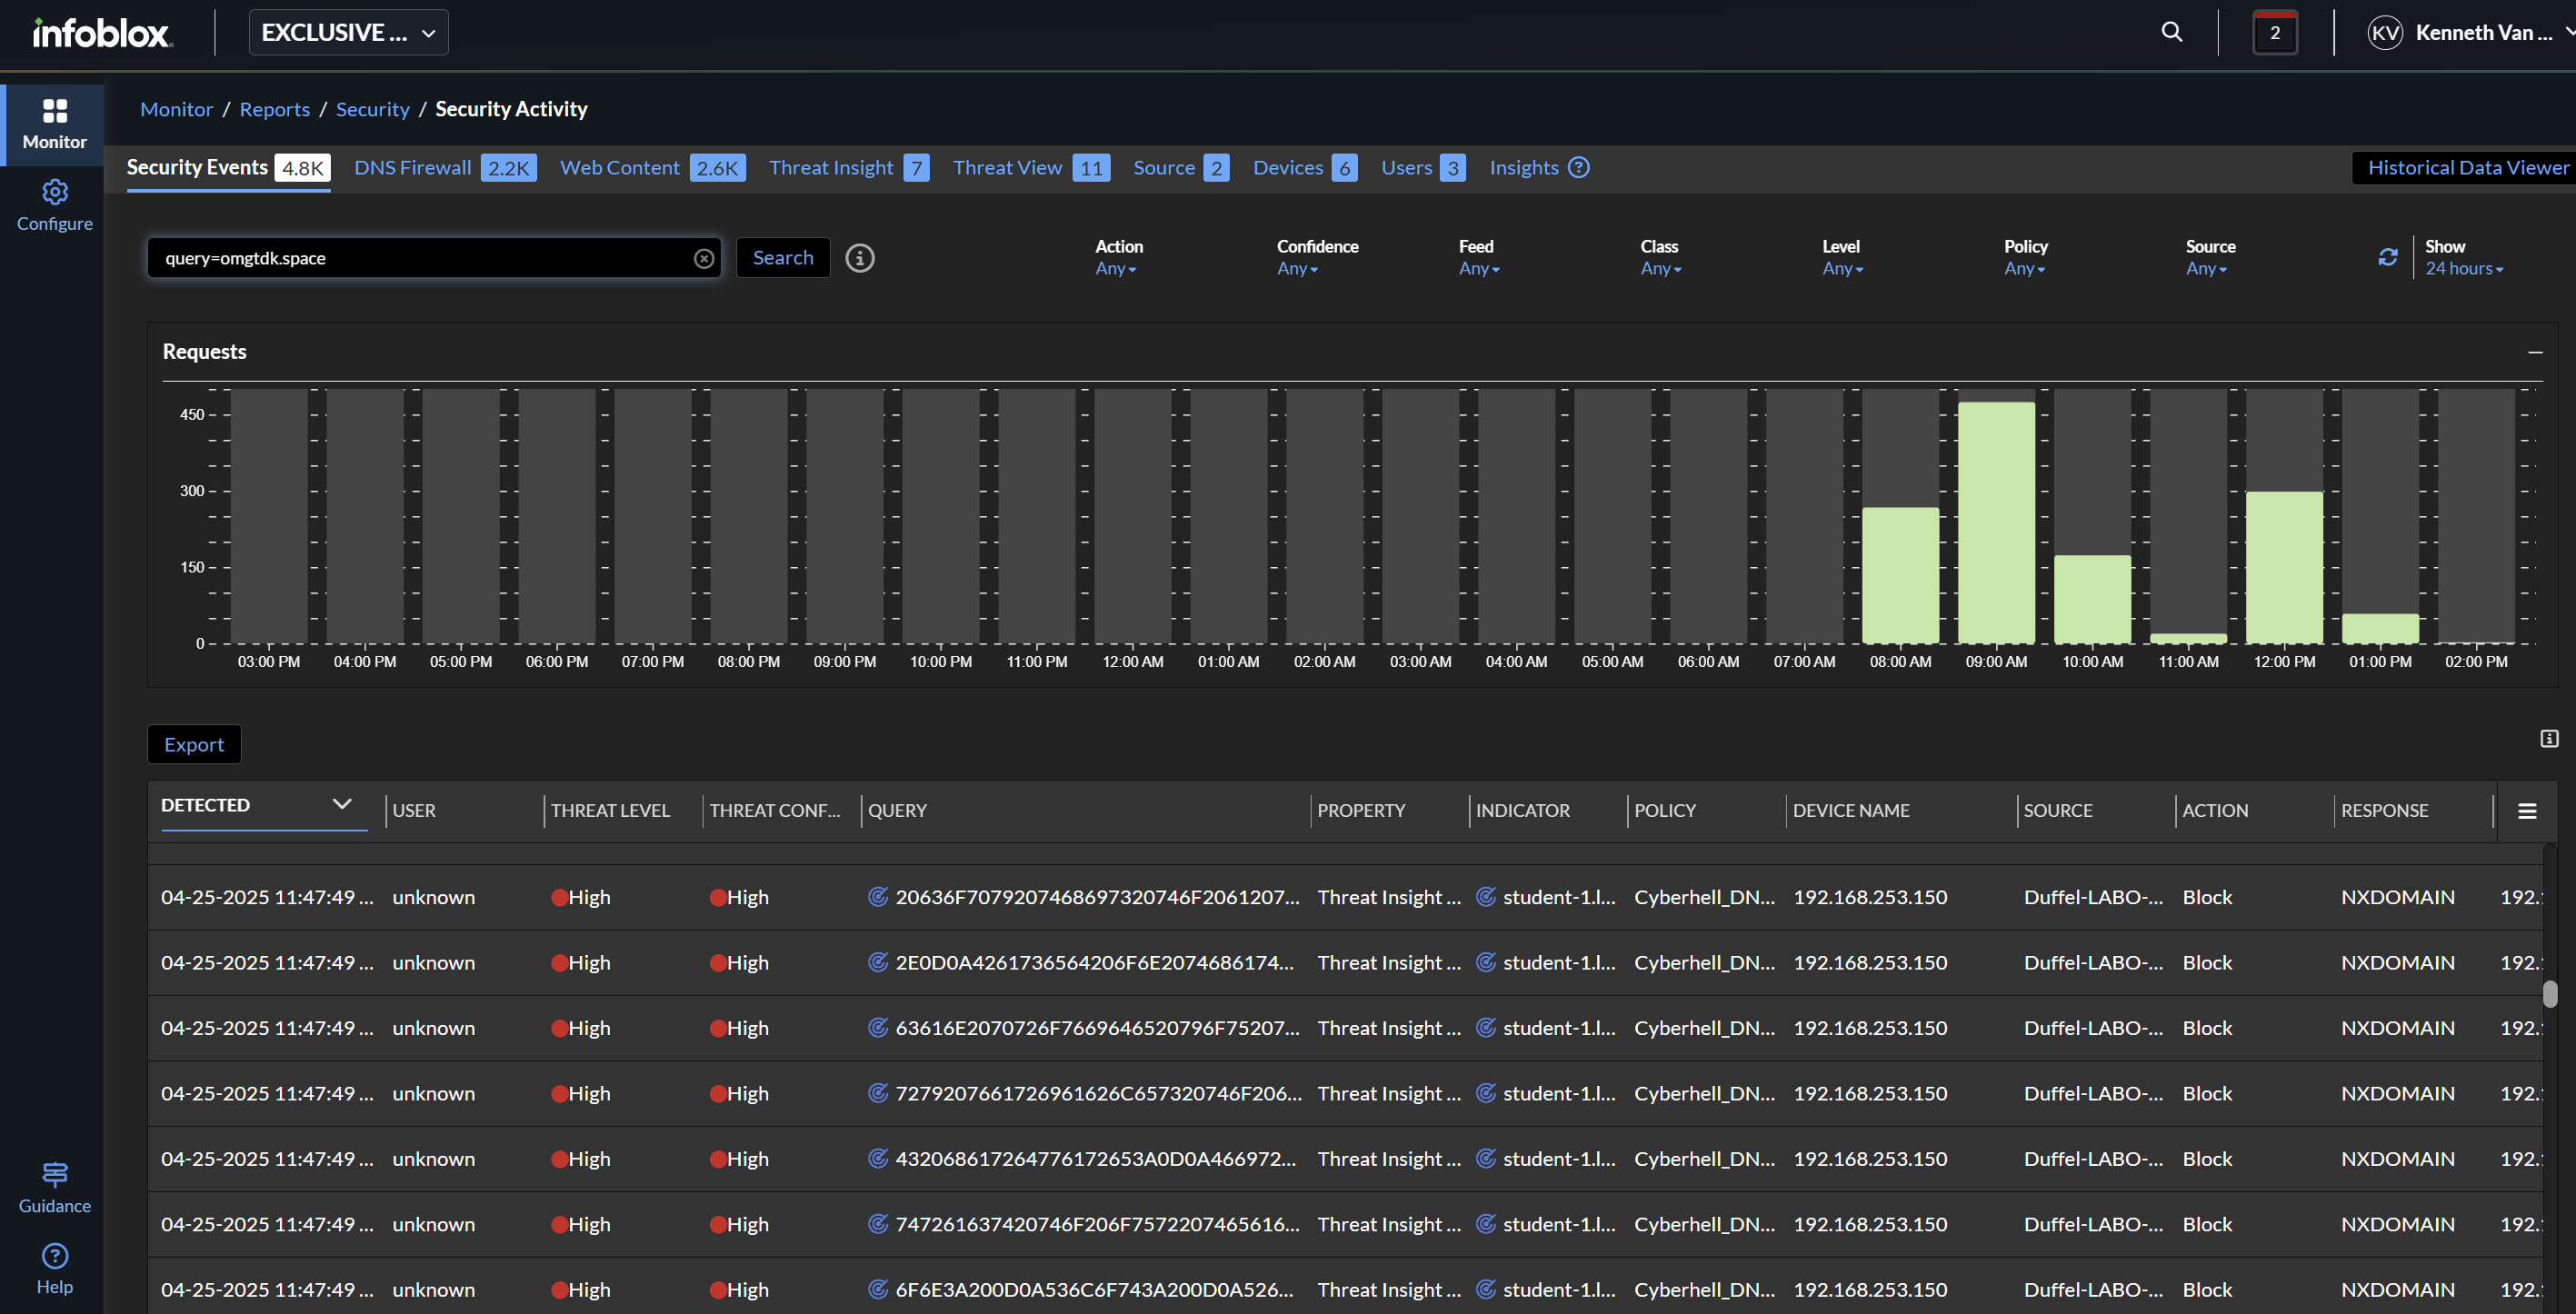 infoblox
EXCLUSIVE ...
2
KV Kenneth Van ...
Monitor
Configure
Guidance
Help
Monitor / Reports / Security / Security Activity
Security Events 4.8K DNS Firewall 2.2K Web Content 2.6K Threat Insight 7 Threat View 11 Source 2 Devices 6 Users 3 Insights ?
Historical Data Viewer
query=omgtdk.space
Search
Action Any
Confidence Any
Feed Any
Class Any
Level Any
Policy Any
Source Any
Show 24 hours
Requests
450
300
150
0
03:00 PM 04:00 PM 05:00 PM 06:00 PM 07:00 PM 08:00 PM 09:00 PM 10:00 PM 11:00 PM 12:00 AM 01:00 AM 02:00 AM 03:00 AM 04:00 AM 05:00 AM 06:00 AM 07:00 AM 08:00 AM 09:00 AM 10:00 AM 11:00 AM 12:00 PM 01:00 PM 02:00 PM
Export
DETECTED USER THREAT LEVEL THREAT CONF... QUERY PROPERTY INDICATOR POLICY DEVICE NAME SOURCE ACTION RESPONSE
04-25-2025 11:47:49 ... unknown High High 20636F7079207468697320746F2061207... Threat Insight ... student-1.l... Cyberhell_DN... 192.168.253.150 Duffel-LABO-... Block NXDOMAIN 192.:
04-25-2025 11:47:49 ... unknown High High 2E0D0A4261736564206F6E2074686174... Threat Insight ... student-1.l... Cyberhell_DN... 192.168.253.150 Duffel-LABO-... Block NXDOMAIN 192.:
04-25-2025 11:47:49 ... unknown High High 63616E2070726F7669646520796F75207... Threat Insight ... student-1.l... Cyberhell_DN... 192.168.253.150 Duffel-LABO-... Block NXDOMAIN 192.:
04-25-2025 11:47:49 ... unknown High High 7279207661726961626C657320746F206... Threat Insight ... student-1.l... Cyberhell_DN... 192.168.253.150 Duffel-LABO-... Block NXDOMAIN 192.:
04-25-2025 11:47:49 ... unknown High High 432068617264776172653A0D0A466972... Threat Insight ... student-1.l... Cyberhell_DN... 192.168.253.150 Duffel-LABO-... Block NXDOMAIN 192.:
04-25-2025 11:47:49 ... unknown High High 747261637420746F206F7572207465616... Threat Insight ... student-1.l... Cyberhell_DN... 192.168.253.150 Duffel-LABO-... Block NXDOMAIN 192.:
04-25-2025 11:47:49 ... unknown High High 6F6E3A200D0A536C6F743A200D0A526... Threat Insight ... student-1.l... Cyberhell_DN... 192.168.253.150 Duffel-LABO-... Block NXDOMAIN 192.: